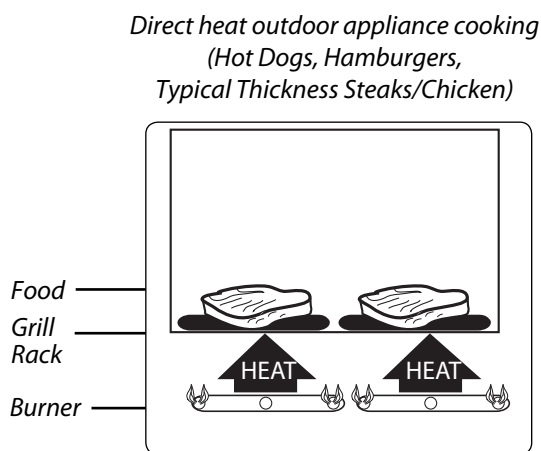 Direct heat outdoor appliance cooking
(Hot Dogs, Hamburgers,
Typical Thickness Steaks/Chicken)
Food
Grill
Rack
HEAT HEAT
Burner